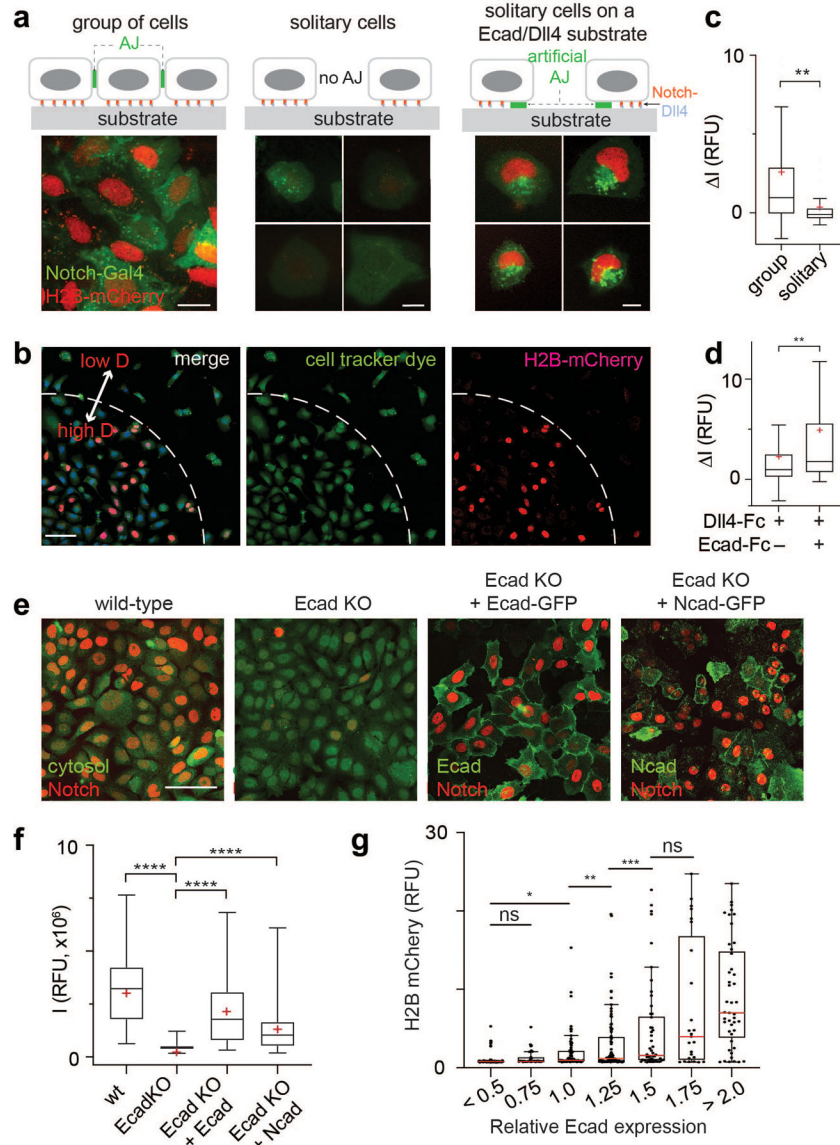 a
group of cells
AJ
substrate
Notch-Gal4
H2B-mCherry
solitary cells
no AJ
substrate
solitary cells on a
Ecad/Dll4 substrate
artificial
AJ
Notch-
Dll4
substrate
c
10
**
0
ΔI (RFU)
group
solitary
b
low D
high D
merge
cell tracker dye
H2B-mCherry
d
**
10
0
ΔI (RFU)
Dll4-Fc + +
Ecad-Fc – +
e
wild-type
cytosol
Notch
Ecad KO
Ecad KO
+ Ecad-GFP
Ecad
Notch
Ecad KO
+ Ncad-GFP
Ncad
Notch
f
10
0
I (RFU, x10⁶)
****
****
****
wt
EcadKO
Ecad KO
+ Ecad
Ecad KO
+ Ncad
g
30
0
H2B mChery (RFU)
ns
*
**
***
ns
< 0.5
0.75
1.0
1.25
1.5
1.75
> 2.0
Relative Ecad expression